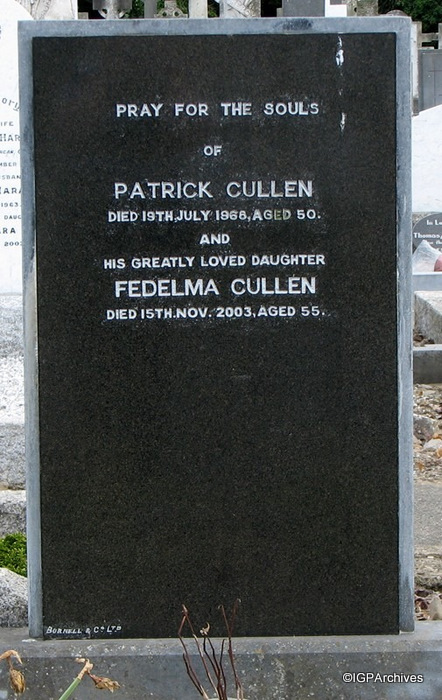 PRAY FOR THE SOULS
OF
PATRICK CULLEN
DIED 19TH.JULY 1968, AGED 50.
AND
HIS GREATLY LOVED DAUGHTER
FEDELMA CULLEN
DIED 15TH.NOV. 2003, AGED 55.
BORNELL & Co LTD
©IGPArchives